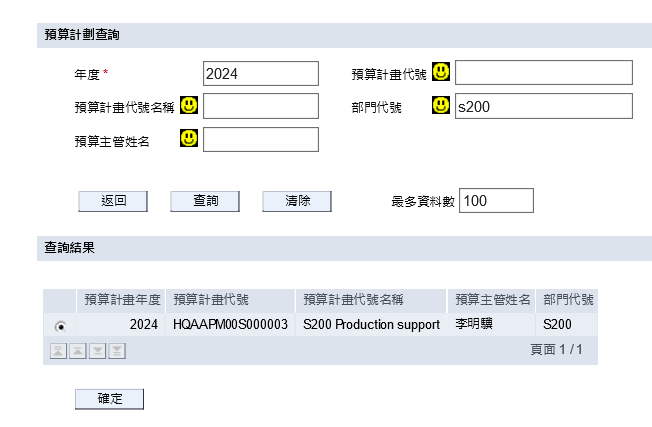 預算計劃查詢
年度 * 2024 預算計畫代號
預算計畫代號名稱 部門代號 s200
預算主管姓名
返回 查詢 清除 最多資料數 100
查詢結果
預算計畫年度 預算計畫代號 預算計畫代號名稱 預算主管姓名 部門代號
2024 HQAAPM00S000003 S200 Production support 李明驥 S200
頁面 1 / 1
確定